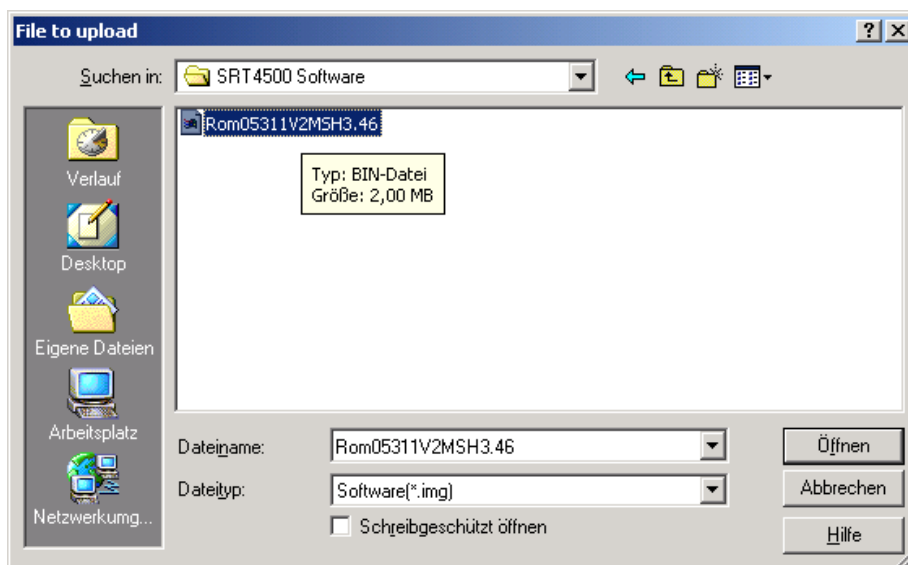 File to upload
Suchen in: SRT4500 Software
Rom05311V2MSH3.46
Typ: BIN-Datei
Größe: 2,00 MB
Verlauf
Desktop
Eigene Dateien
Arbeitsplatz
Netzwerkumg...
Dateiname: Rom05311V2MSH3.46 Öffnen
Dateityp: Software(*.img) Abbrechen
Schreibgeschützt öffnen
Hilfe